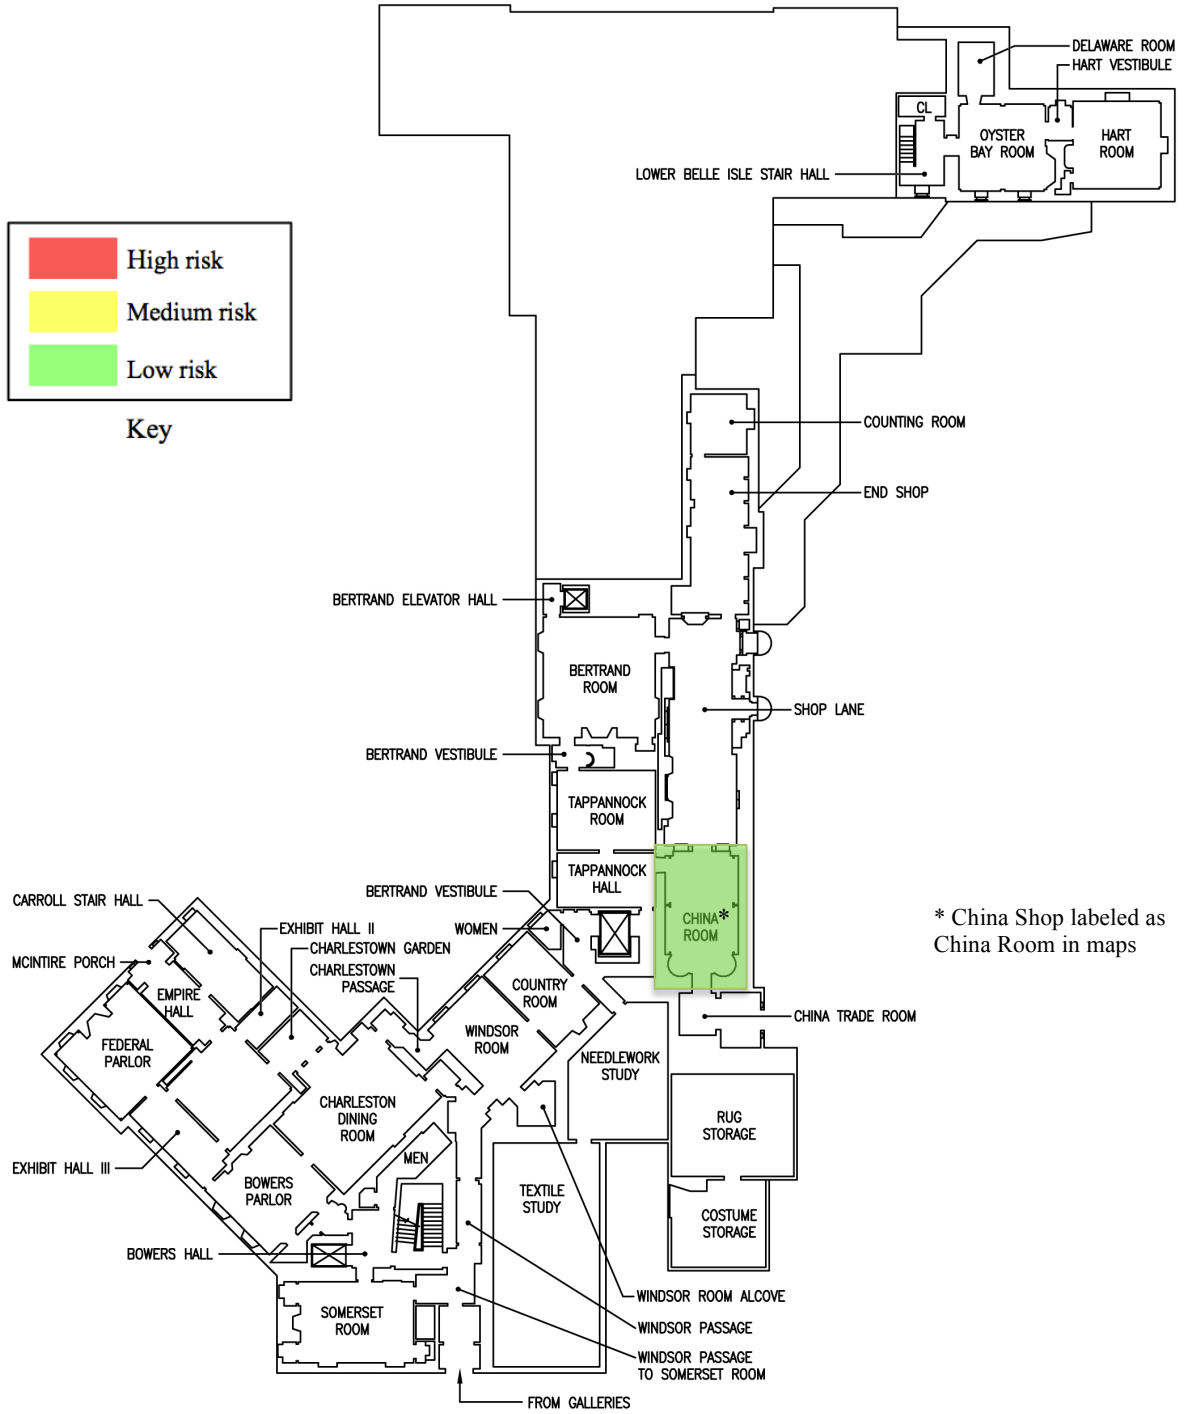 DELAWARE ROOM
HART VESTIBULE
CL
OYSTER
BAY ROOM
HART
ROOM
LOWER BELLE ISLE STAIR HALL
High risk
Medium risk
Low risk
Key
COUNTING ROOM
END SHOP
BERTRAND ELEVATOR HALL
BERTRAND
ROOM
SHOP LANE
BERTRAND VESTIBULE
TAPPANNOCK
ROOM
TAPPANNOCK
HALL
BERTRAND VESTIBULE
CARROLL STAIR HALL
EXHIBIT HALL II
WOMEN
CHINA*
ROOM
* China Shop labeled as
China Room in maps
CHARLESTOWN GARDEN
MCINTIRE PORCH
CHARLESTOWN
PASSAGE
EMPIRE
HALL
COUNTRY
ROOM
CHINA TRADE ROOM
FEDERAL
PARLOR
WINDSOR
ROOM
NEEDLEWORK
STUDY
CHARLESTON
DINING
ROOM
RUG
STORAGE
EXHIBIT HALL III
MEN
BOWERS
PARLOR
TEXTILE
STUDY
COSTUME
STORAGE
BOWERS HALL
WINDSOR ROOM ALCOVE
SOMERSET
ROOM
WINDSOR PASSAGE
WINDSOR PASSAGE
TO SOMERSET ROOM
FROM GALLERIES